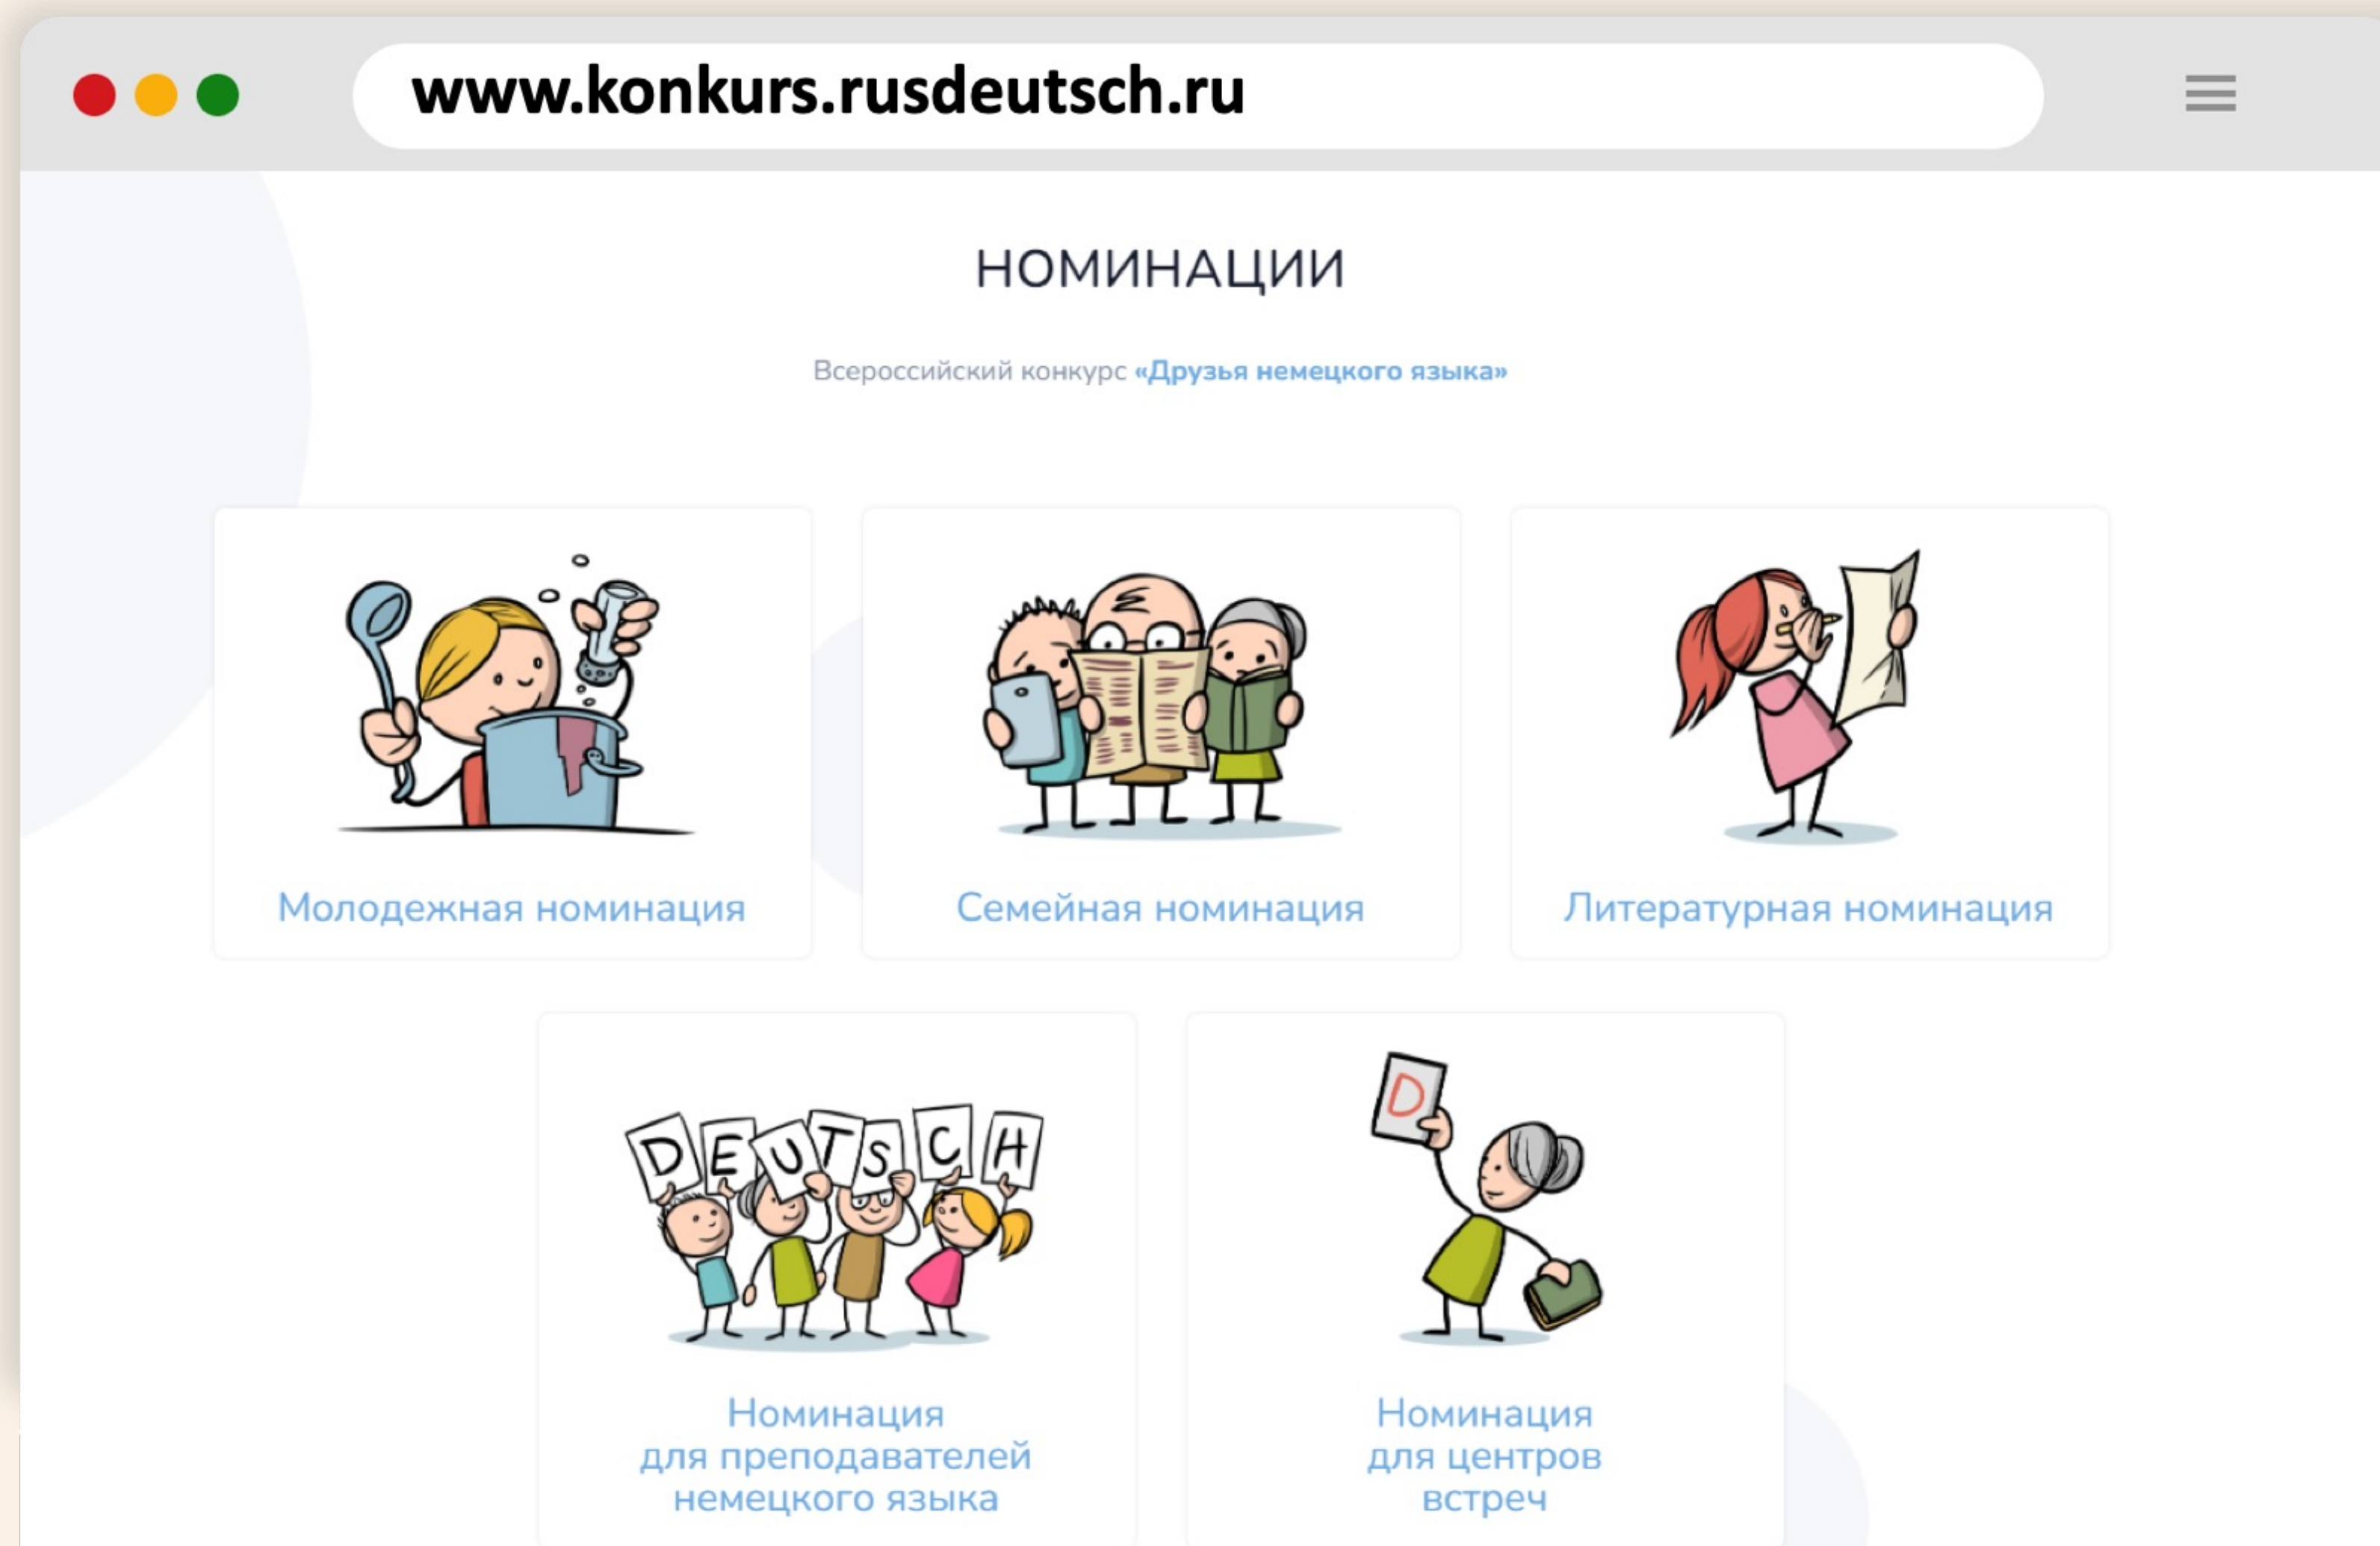 www.konkurs.rusdeutsch.ru
НОМИНАЦИИ
Всероссийский конкурс «Друзья немецкого языка»
Молодежная номинация
Семейная номинация
Литературная номинация
DEUTSCH
Номинация
для преподавателей
немецкого языка
D
Номинация
для центров
встреч